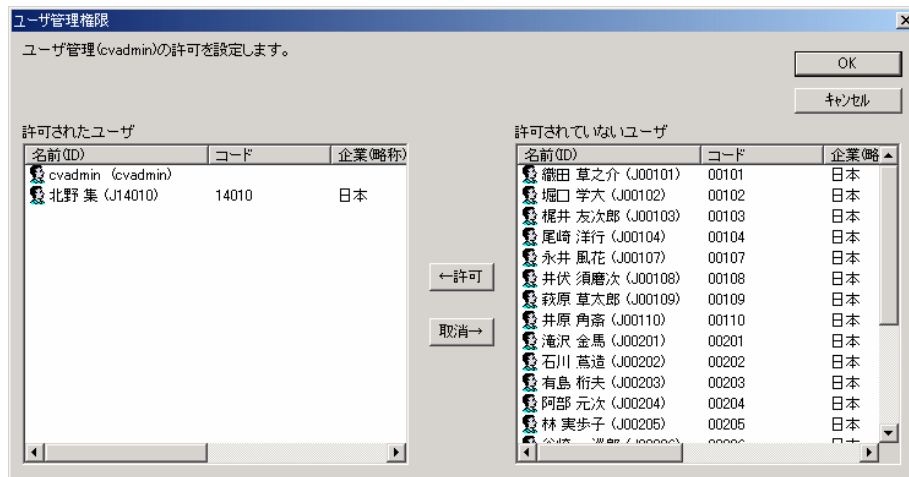 ユーザ管理権限
ユーザ管理(cvadmin)の許可を設定します。
OK
キャンセル
許可されたユーザ
名前(ID) コード 企業(略称)
cvadmin (cvadmin)
北野 集 (J14010) 14010 日本
←許可
取消→
許可されていないユーザ
名前(ID) コード 企業(略
織田 草之介 (J00101) 00101 日本
堀口 学大 (J00102) 00102 日本
梶井 友次郎 (J00103) 00103 日本
尾崎 洋行 (J00104) 00104 日本
永井 風花 (J00107) 00107 日本
井伏 須磨次 (J00108) 00108 日本
萩原 草太郎 (J00109) 00109 日本
井原 角斎 (J00110) 00110 日本
滝沢 金馬 (J00201) 00201 日本
石川 蔦造 (J00202) 00202 日本
有島 桁夫 (J00203) 00203 日本
阿部 元次 (J00204) 00204 日本
林 実歩子 (J00205) 00205 日本